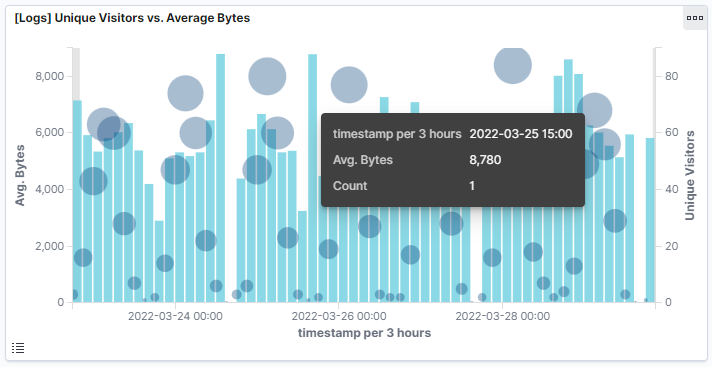 [Logs] Unique Visitors vs. Average Bytes
8,000
6,000
4,000
2,000
0
Avg. Bytes
80
60
40
20
0
Unique Visitors
timestamp per 3 hours 2022-03-25 15:00
Avg. Bytes 8,780
Count 1
2022-03-24 00:00 2022-03-26 00:00 2022-03-28 00:00
timestamp per 3 hours